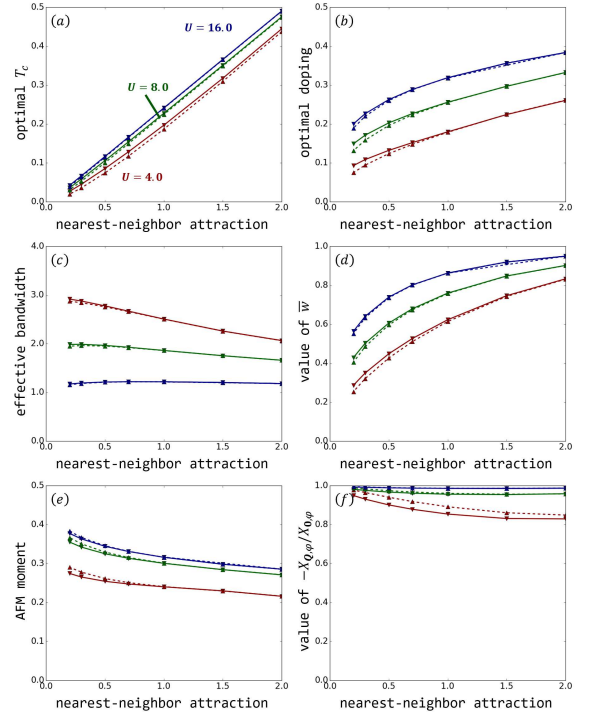 (a)
U = 16.0
U = 8.0
U = 4.0
optimal T_c
0.5
0.4
0.3
0.2
0.1
0.0
0.0 0.5 1.0 1.5 2.0
nearest-neighbor attraction
(b)
optimal doping
0.5
0.4
0.3
0.2
0.1
0.0
0.0 0.5 1.0 1.5 2.0
nearest-neighbor attraction
(c)
effective bandwidth
4.0
3.0
2.0
1.0
0.0
0.0 0.5 1.0 1.5 2.0
nearest-neighbor attraction
(d)
value of w̅
1.0
0.8
0.6
0.4
0.2
0.0
0.0 0.5 1.0 1.5 2.0
nearest-neighbor attraction
(e)
AFM moment
0.5
0.4
0.3
0.2
0.1
0.0
0.0 0.5 1.0 1.5 2.0
nearest-neighbor attraction
(f)
value of −X_{Q,φ}/X_{0,φ}
1.0
0.8
0.6
0.4
0.2
0.0
0.0 0.5 1.0 1.5 2.0
nearest-neighbor attraction